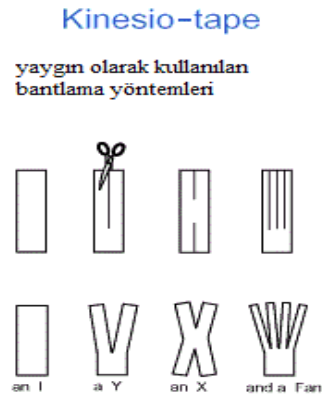 Kinesio-tape
yaygın olarak kullanılan
bantlama yöntemleri
an I a Y an X and a Fan